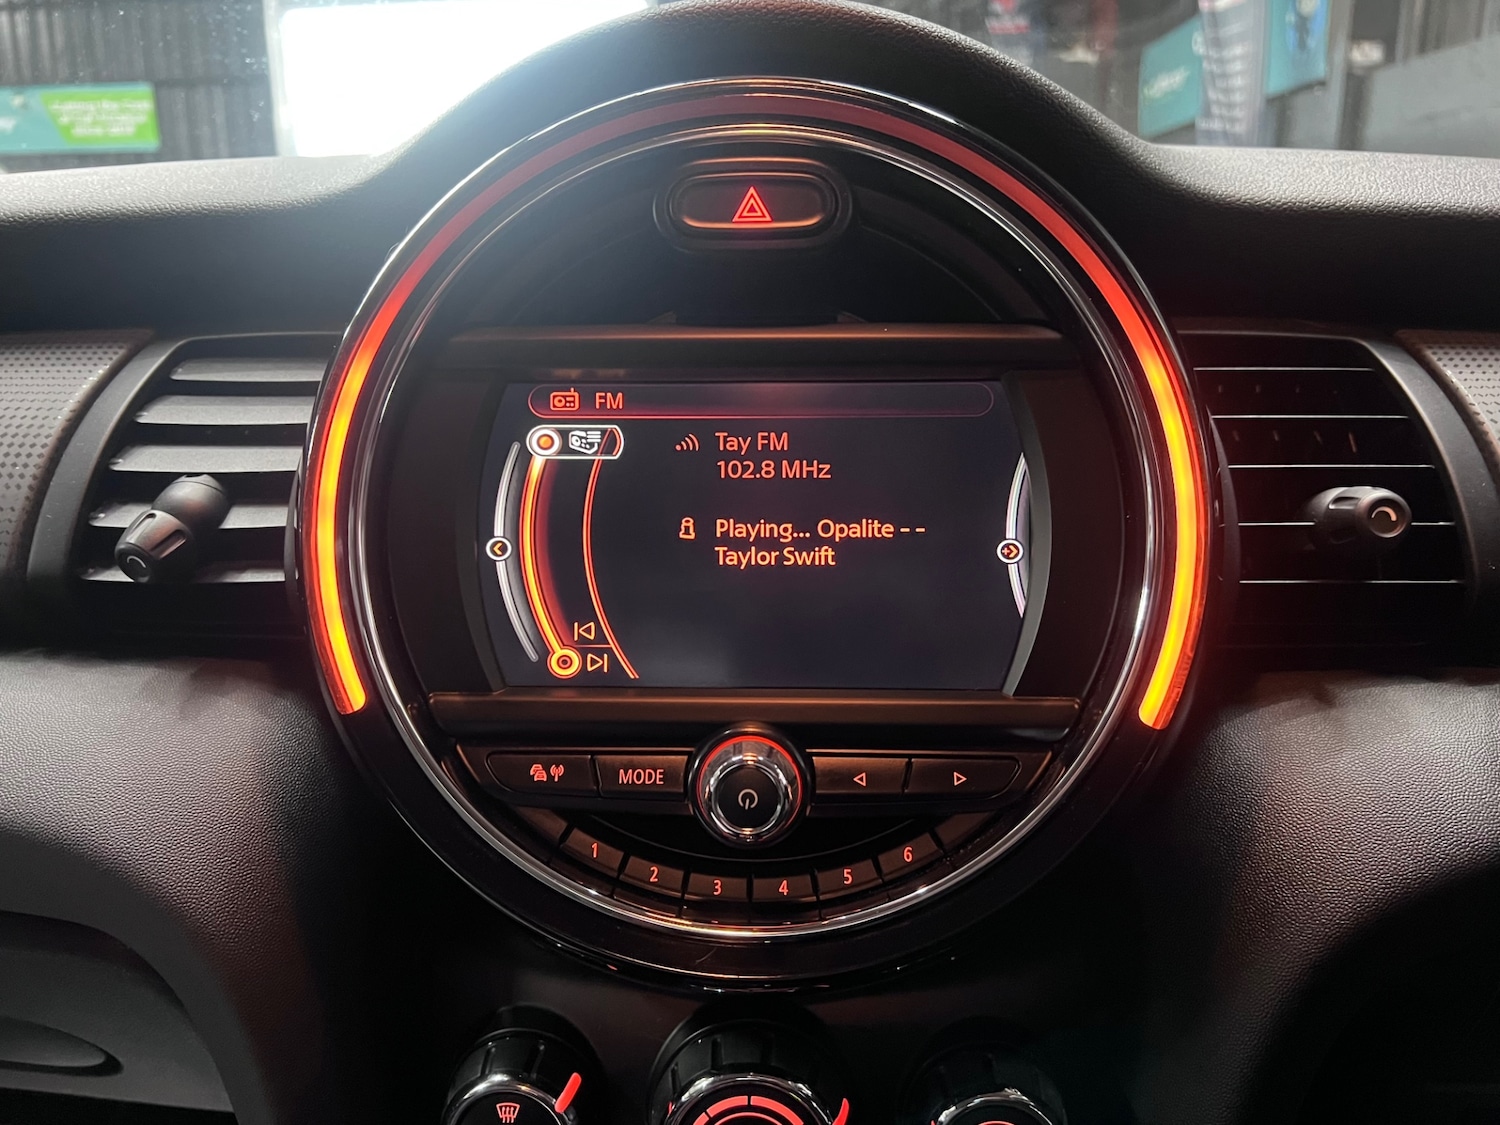 FM
Tay FM
102.8 MHz
Playing... Opalite - -
Taylor Swift
MODE
1
2
3
4
5
6